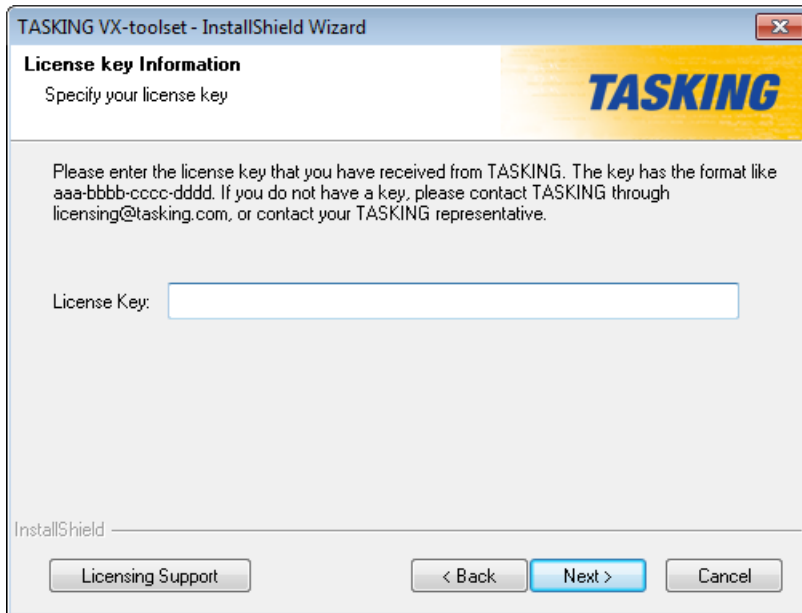 TASKING VX-toolset - InstallShield Wizard
License key Information
Specify your license key
TASKING
Please enter the license key that you have received from TASKING. The key has the format like
aaa-bbbb-cccc-dddd. If you do not have a key, please contact TASKING through
licensing@tasking.com, or contact your TASKING representative.
License Key:
InstallShield
Licensing Support
< Back
Next >
Cancel